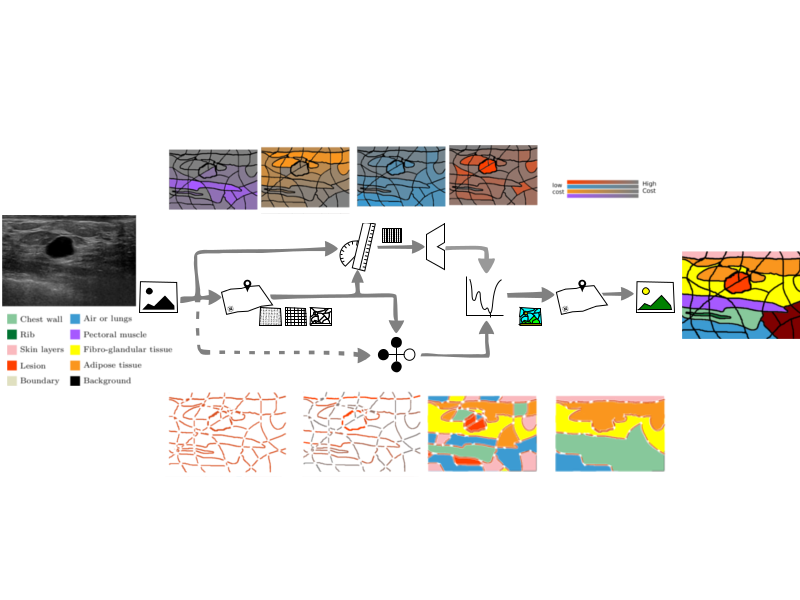 low High
cost Cost
Chest wall Air or lungs
Rib Pectoral muscle
Skin layers Fibro-glandular tissue
Lesion Adipose tissue
Boundary Background